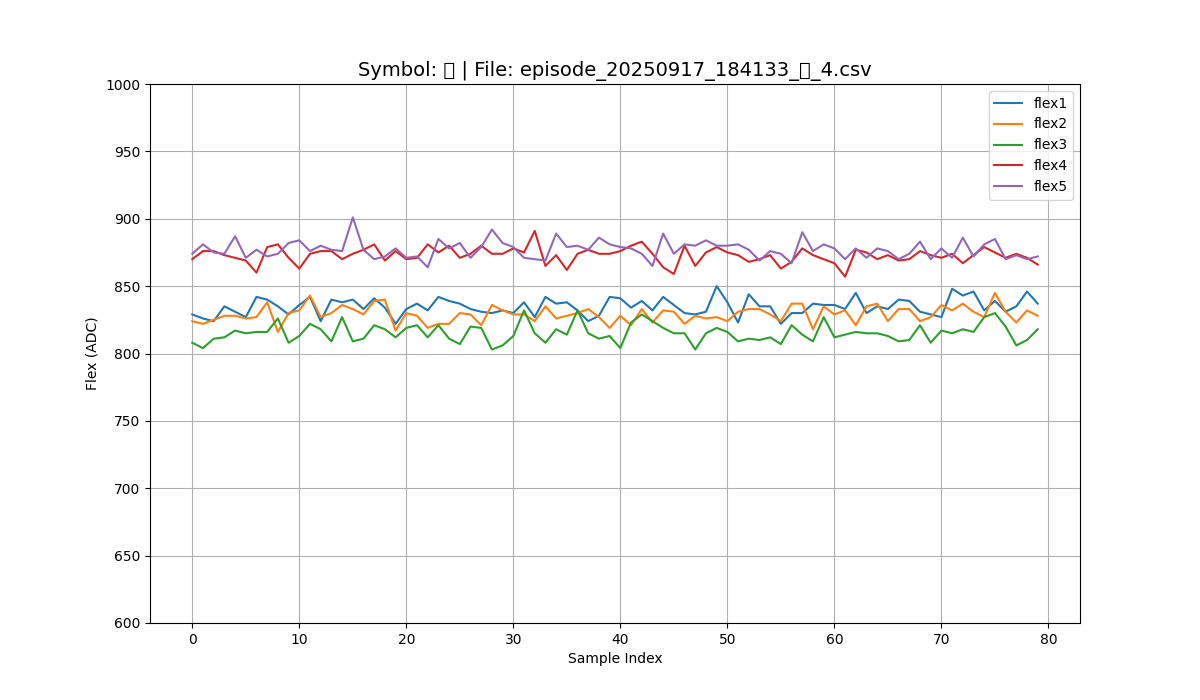 Symbol: ▯ | File: episode_20250917_184133_▯_4.csv
1000
950
900
850
800
750
700
650
600
Flex (ADC)
0 10 20 30 40 50 60 70 80
Sample Index
flex1
flex2
flex3
flex4
flex5